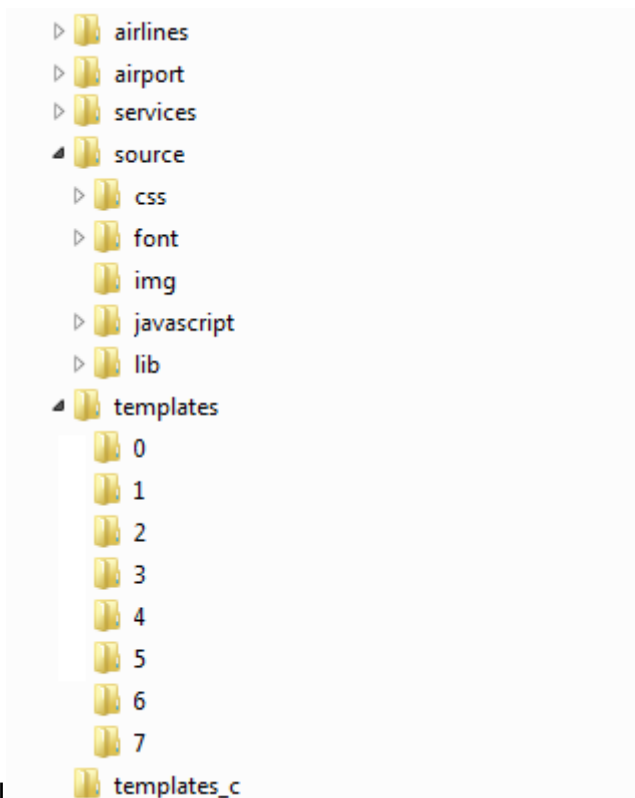 airlines
airport
services
source
css
font
img
javascript
lib
templates
0
1
2
3
4
5
6
7
templates_c